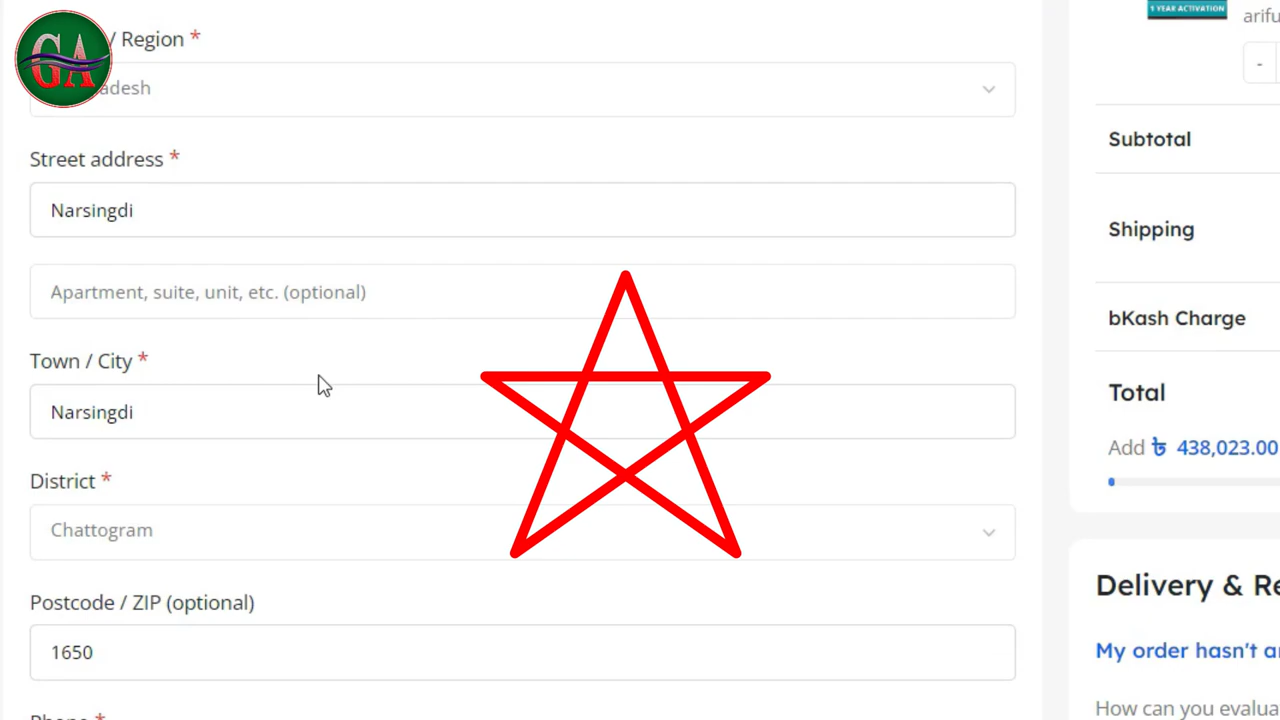 GA
/ Region *
adesh
Street address *
Narsingdi
Apartment, suite, unit, etc. (optional)
Town / City *
Narsingdi
District *
Chattogram
Postcode / ZIP (optional)
1650
1 YEAR ACTIVATION
arifu
-
Subtotal
Shipping
bKash Charge
Total
Add ৳ 438,023.00
Delivery & Re
My order hasn't a
How can you evalua